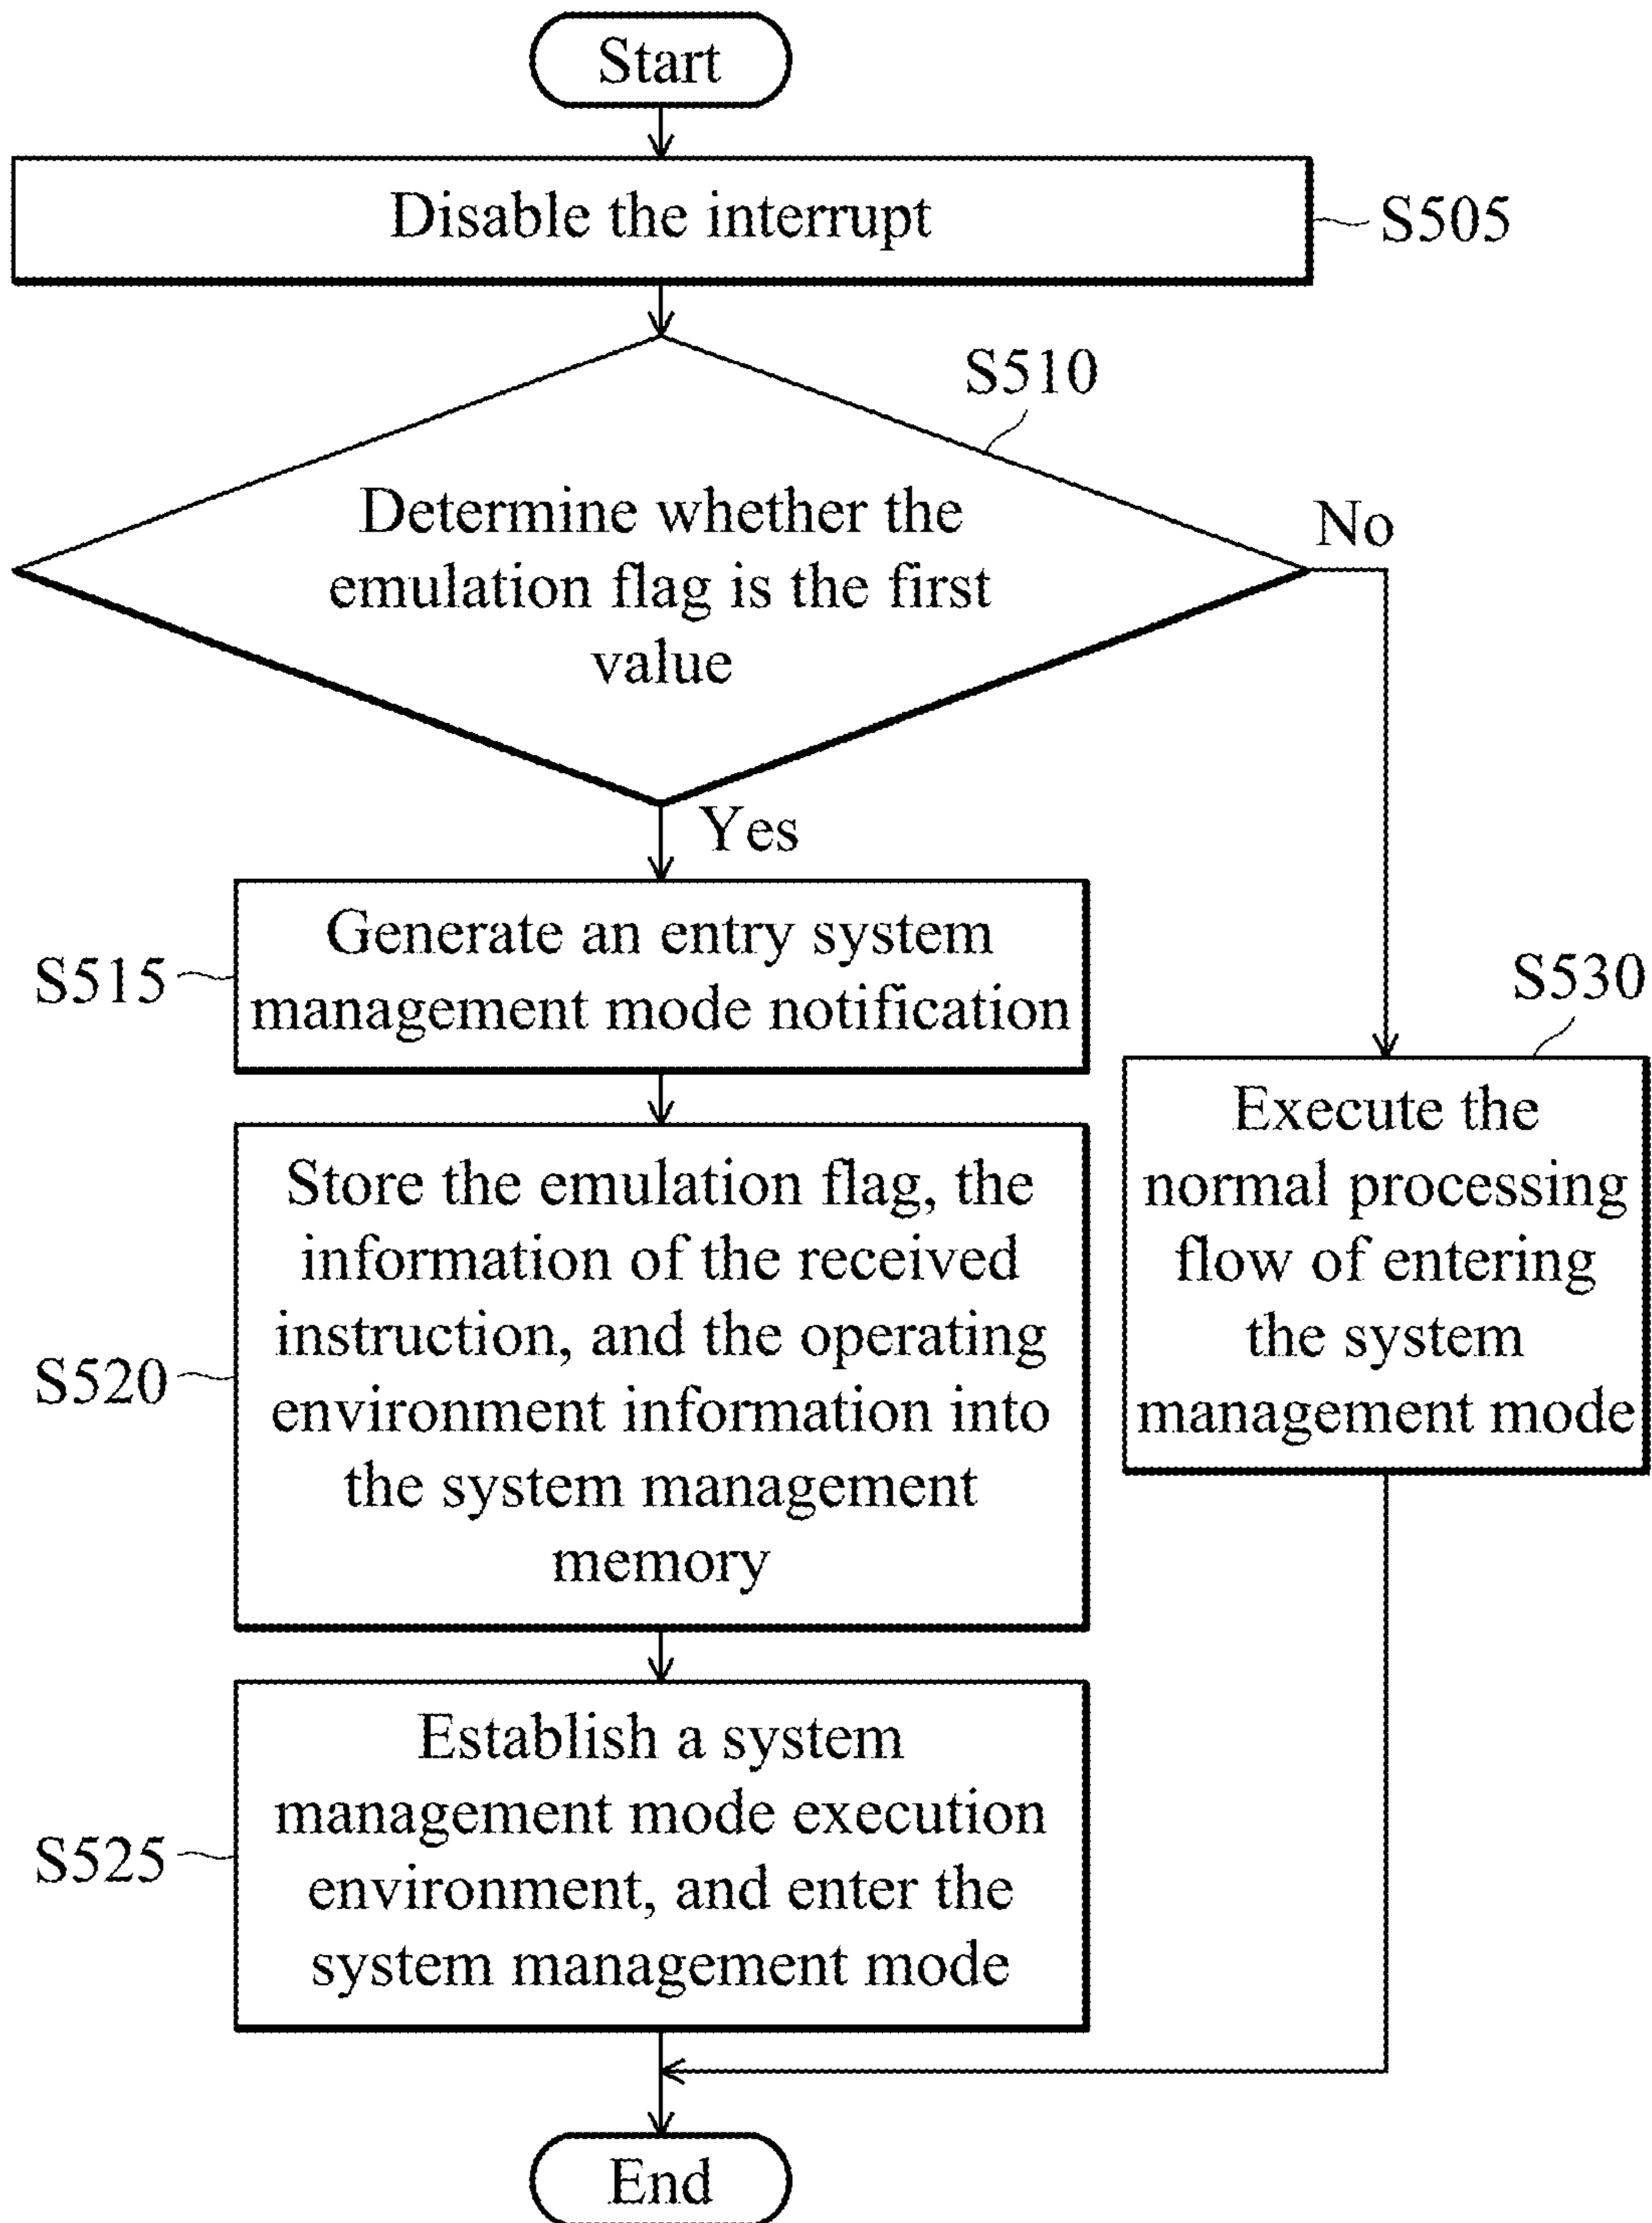 Start
Disable the interrupt
S505
S510
Determine whether the
emulation flag is the first
value
No
Yes
Generate an entry system
management mode notification
S515
S530
Execute the
normal processing
flow of entering
the system
management mode
Store the emulation flag, the
information of the received
instruction, and the operating
environment information into
the system management
memory
S520
Establish a system
management mode execution
environment, and enter the
system management mode
S525
End